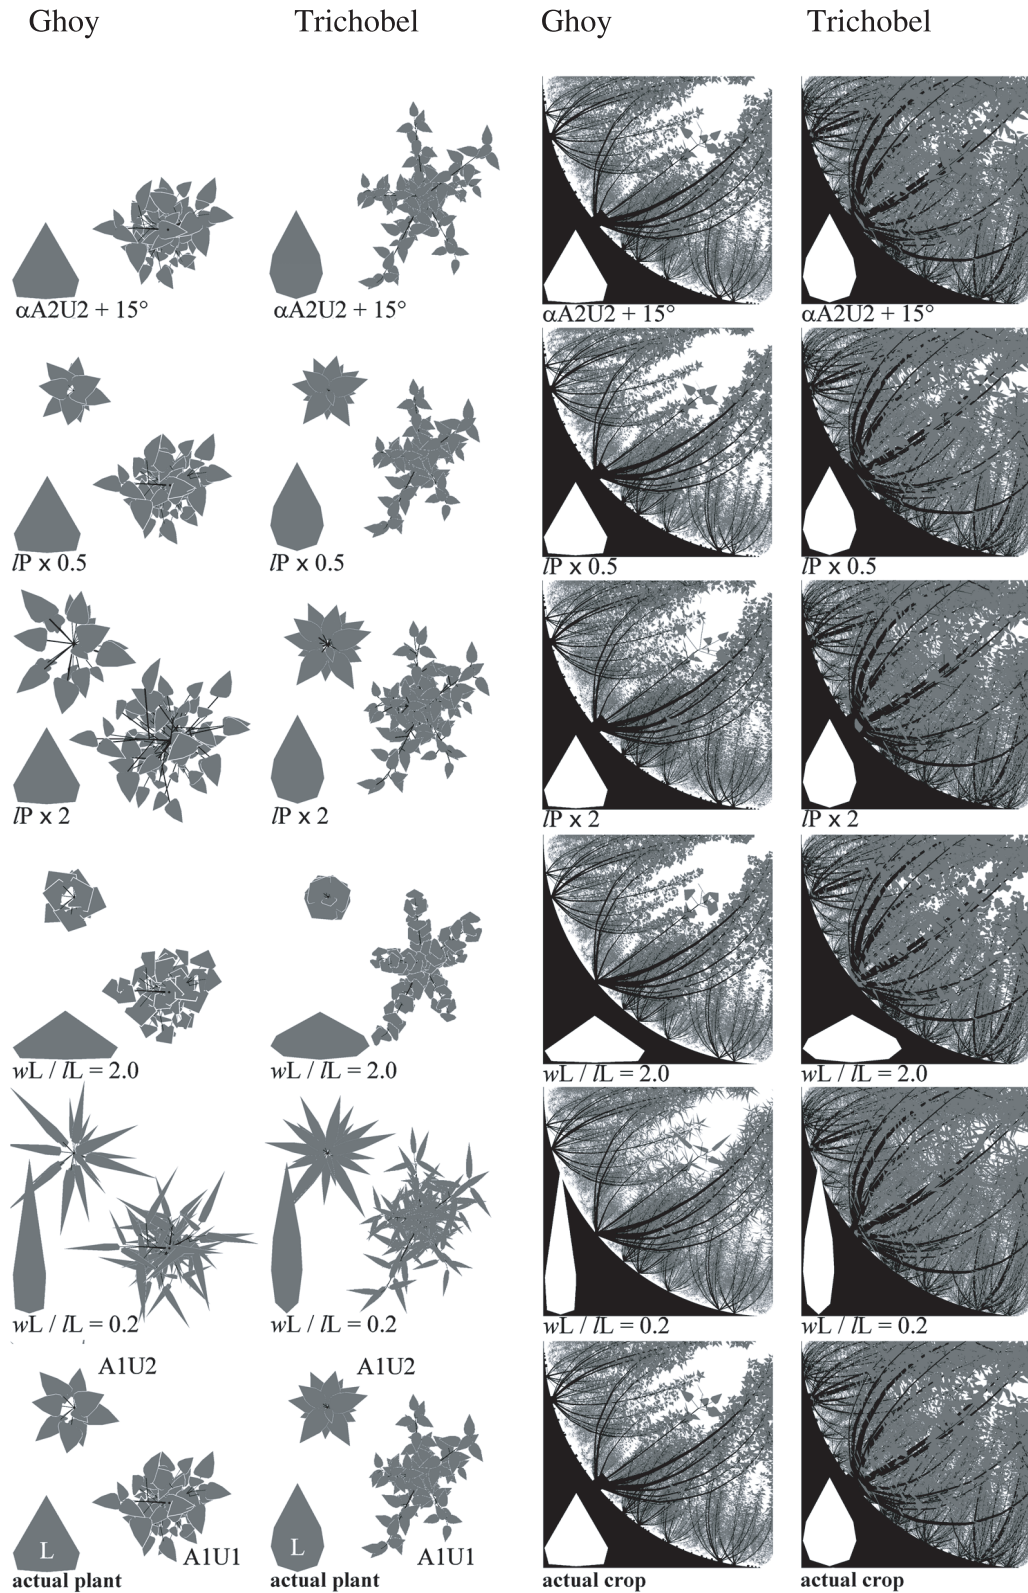 Ghoy Trichobel Ghoy Trichobel
αA2U2 + 15° αA2U2 + 15° αA2U2 + 15° αA2U2 + 15°
lP x 0.5 lP x 0.5 lP x 0.5 lP x 0.5
lP x 2 lP x 2 lP x 2 lP x 2
wL / lL = 2.0 wL / lL = 2.0 wL / lL = 2.0 wL / lL = 2.0
wL / lL = 0.2 wL / lL = 0.2 wL / lL = 0.2 wL / lL = 0.2
A1U2 A1U2
L A1U1 L A1U1
actual plant actual plant actual crop actual crop